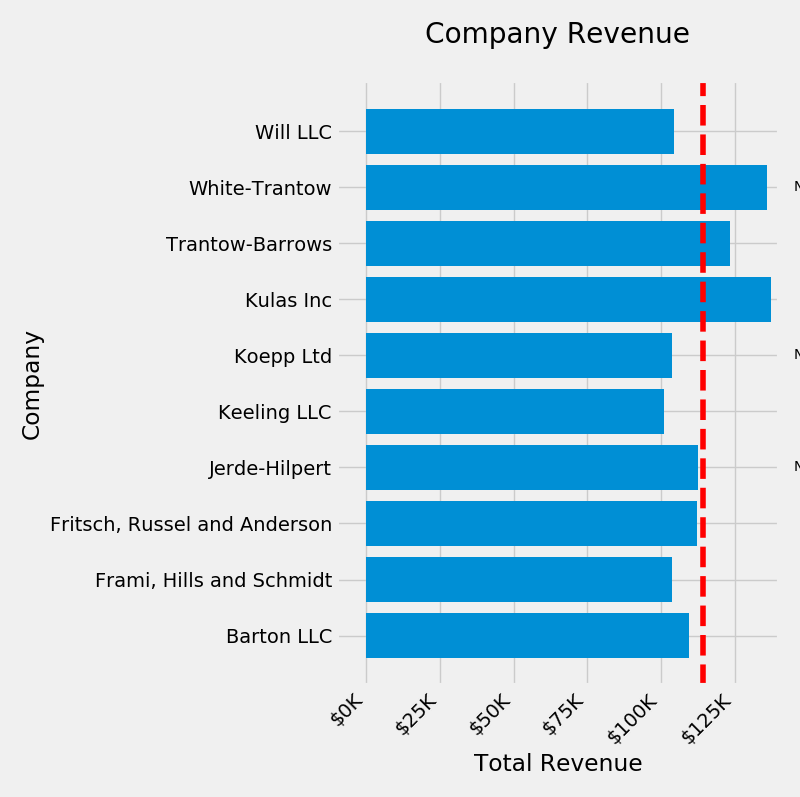 Company Revenue
Will LLC
White-Trantow
Trantow-Barrows
Kulas Inc
Koepp Ltd
Keeling LLC
Jerde-Hilpert
Fritsch, Russel and Anderson
Frami, Hills and Schmidt
Barton LLC
Company
$0K
$25K
$50K
$75K
$100K
$125K
Total Revenue